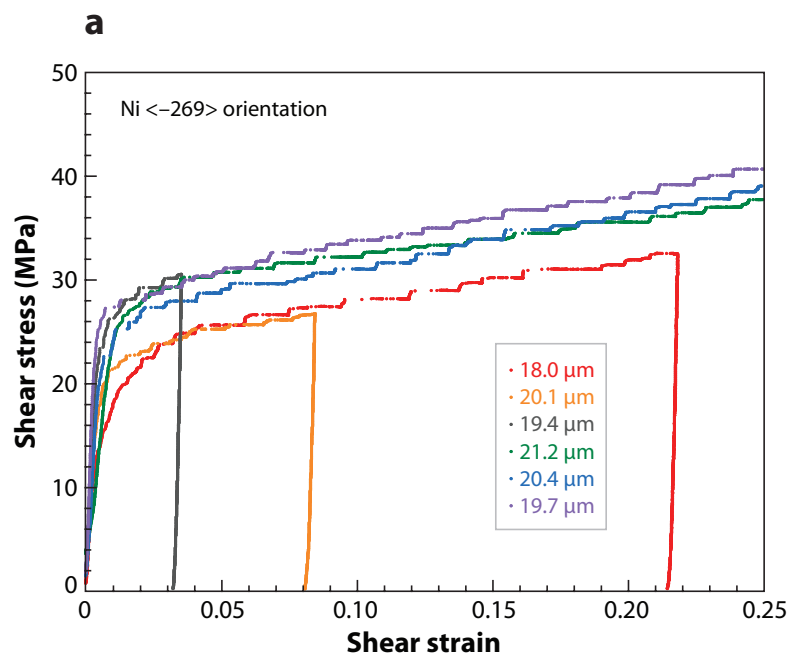 a
50
40
30
20
10
0
Shear stress (MPa)
Ni <–269> orientation
· 18.0 μm
· 20.1 μm
· 19.4 μm
· 21.2 μm
· 20.4 μm
· 19.7 μm
0 0.05 0.10 0.15 0.20 0.25
Shear strain